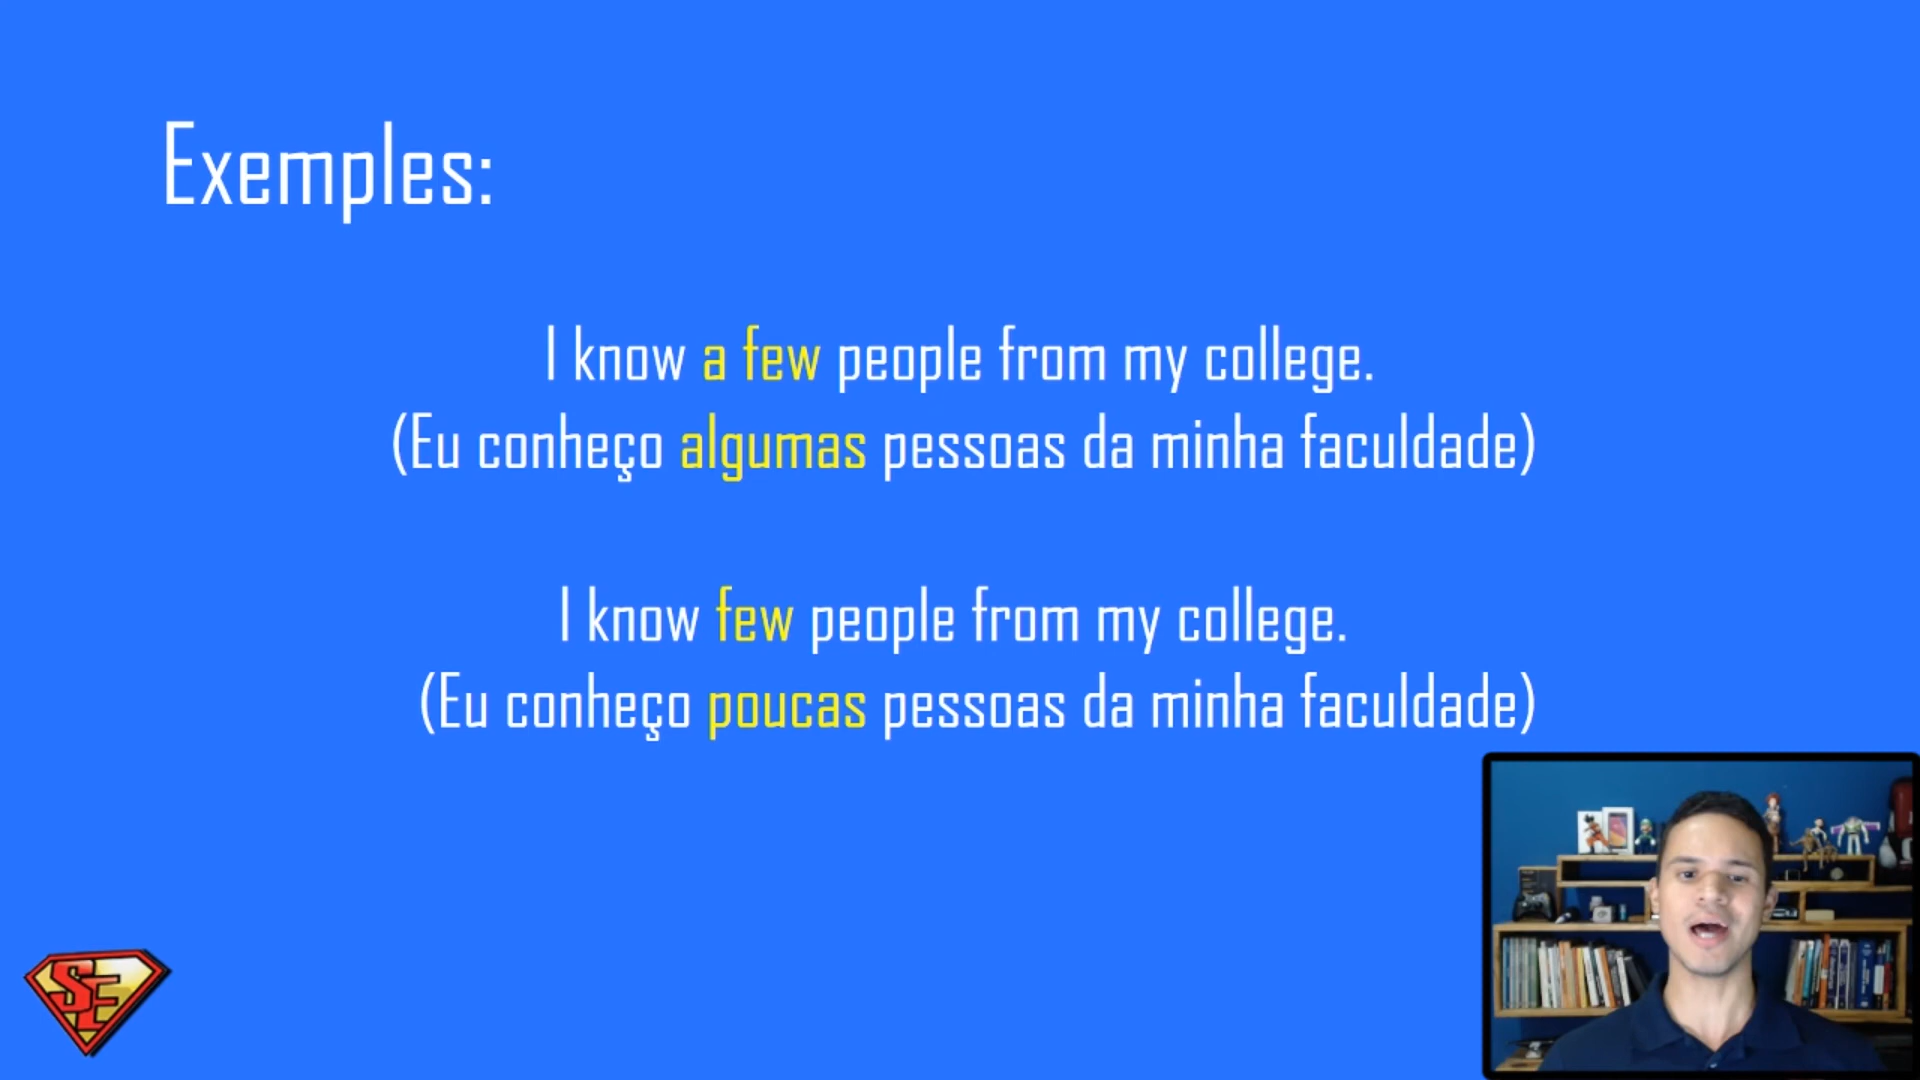 Exemples:
I know a few people from my college.
(Eu conheço algumas pessoas da minha faculdade)
I know few people from my college.
(Eu conheço poucas pessoas da minha faculdade)
SE